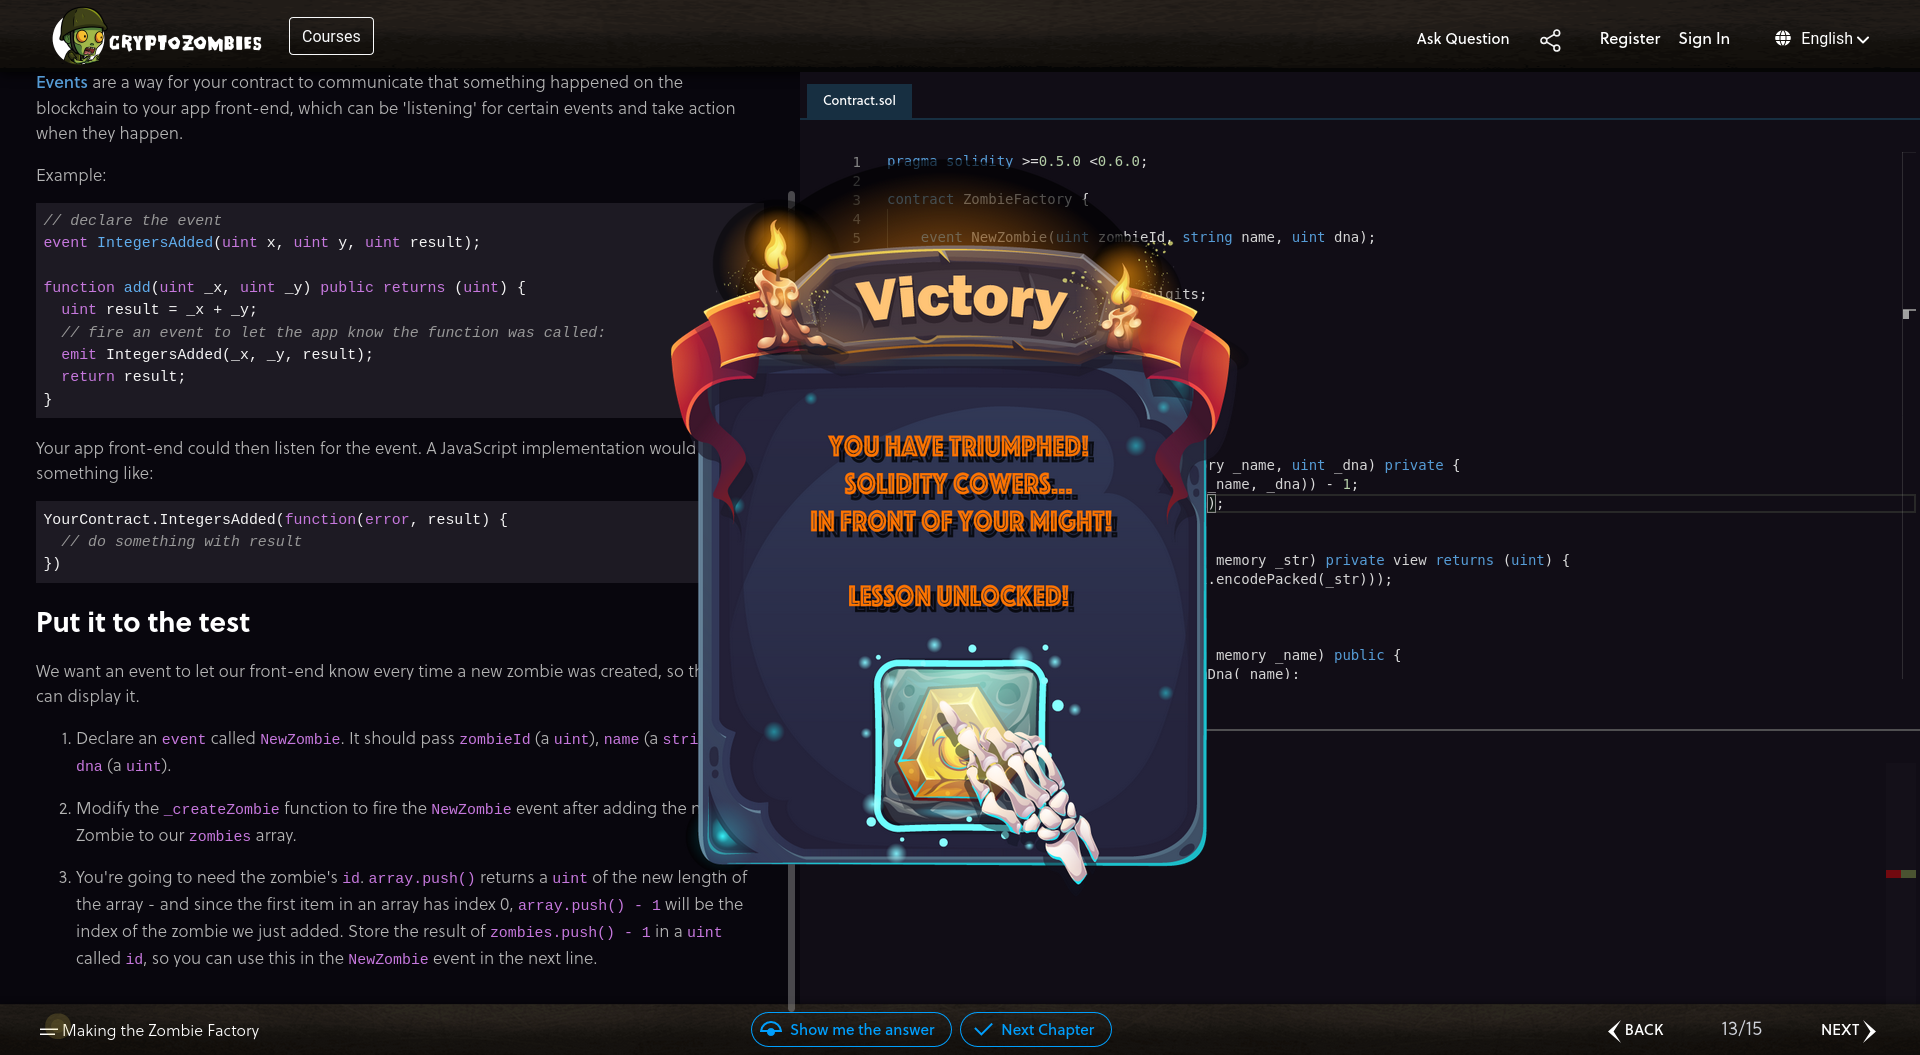 CRYPTOZOMBIES
Courses
Ask Question
Register
Sign In
English
Events are a way for your contract to communicate that something happened on the
blockchain to your app front-end, which can be 'listening' for certain events and take action
when they happen.
Example:
// declare the event
event IntegersAdded(uint x, uint y, uint result);
function add(uint _x, uint _y) public returns (uint) {
uint result = _x + _y;
// fire an event to let the app know the function was called:
emit IntegersAdded(_x, _y, result);
return result;
}
Your app front-end could then listen for the event. A JavaScript implementation would
something like:
YourContract.IntegersAdded(function(error, result) {
// do something with result
})
Put it to the test
We want an event to let our front-end know every time a new zombie was created, so
can display it.
1. Declare an event called NewZombie. It should pass zombieId (a uint), name (a
dna (a uint).
2. Modify the _createZombie function to fire the NewZombie event after adding the
Zombie to our zombies array.
3. You're going to need the zombie's id. array.push() returns a uint of the new length of
the array - and since the first item in an array has index 0, array.push() - 1 will be the
index of the zombie we just added. Store the result of zombies.push() - 1 in a uint
called id, so you can use this in the NewZombie event in the next line.
Contract.sol
1 pragma solidity >=0.5.0 <0.6.0;
2
3 contract ZombieFactory {
4
5 event NewZombie(uint zombieId, string name, uint dna);
Digits;
_name, uint _dna) private {
_name, _dna)) - 1;
);
memory _str) private view returns (uint) {
.encodePacked(_str)));
memory _name) public {
Dna(_name);
Victory
YOU HAVE TRIUMPHED!
SOLIDITY COWERS...
IN FRONT OF YOUR MIGHT!
LESSON UNLOCKED!
Making the Zombie Factory
Show me the answer
Next Chapter
BACK
13/15
NEXT